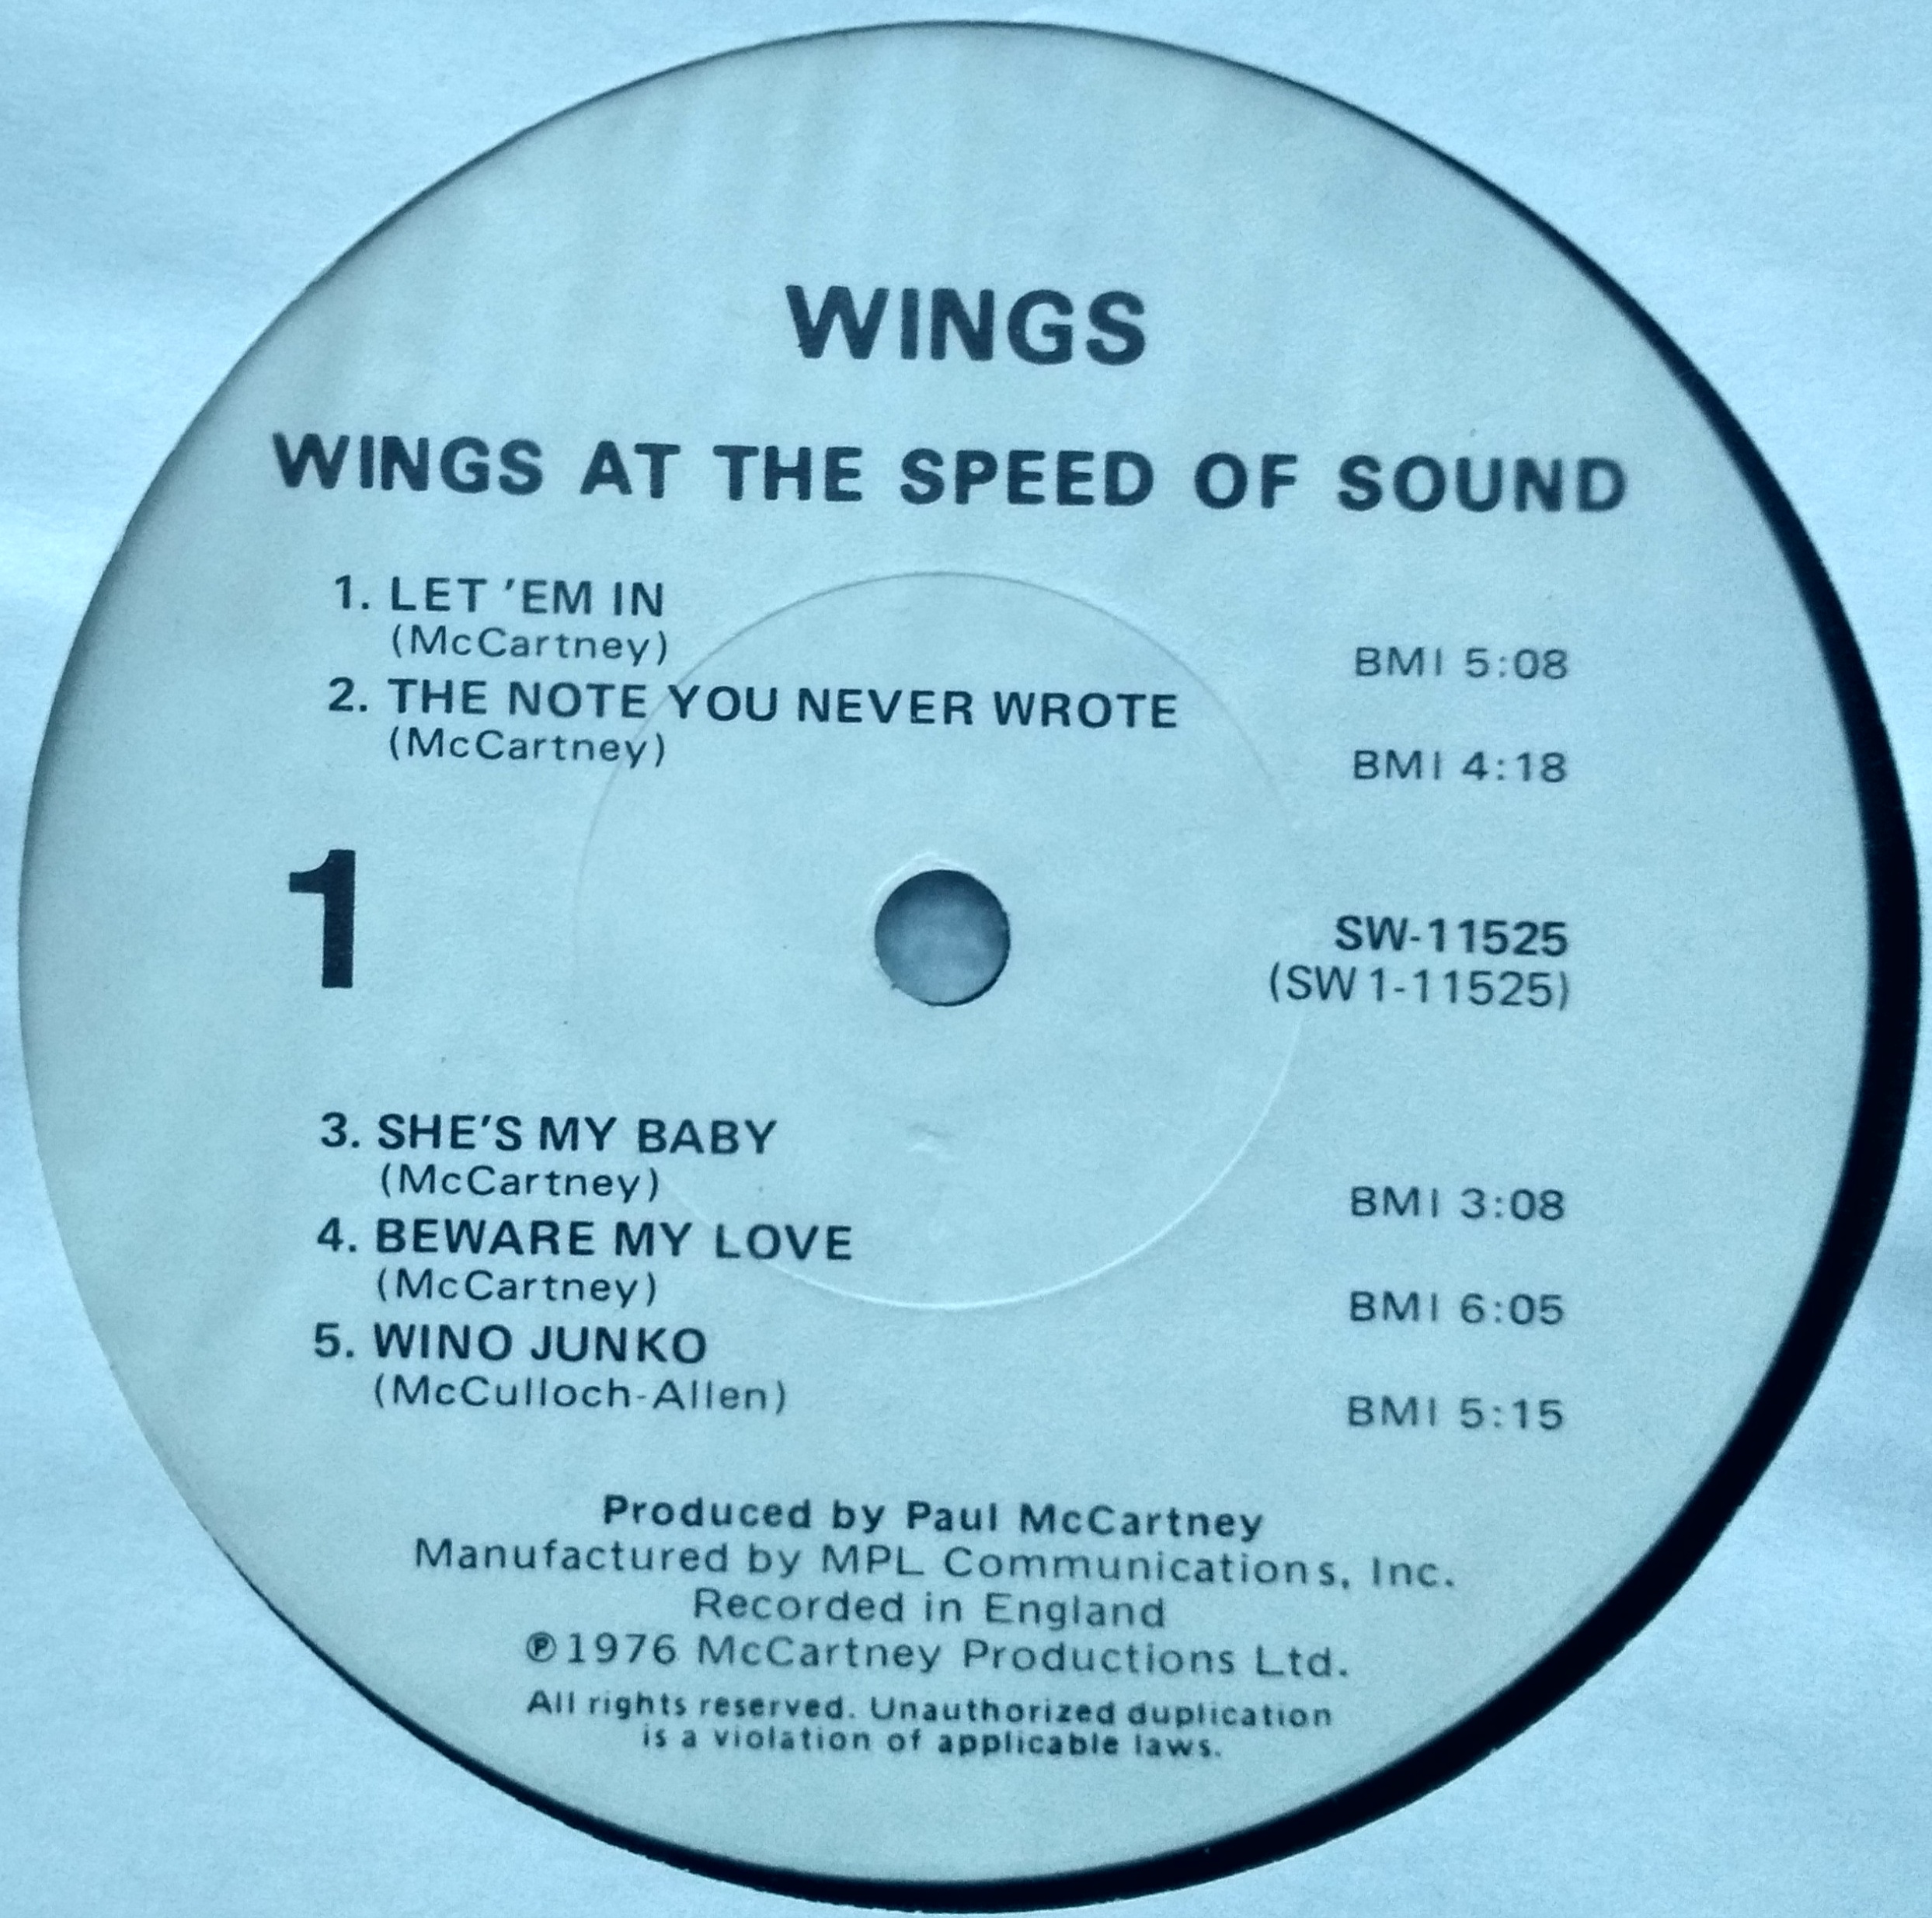 WINGS
WINGS AT THE SPEED OF SOUND
1. LET 'EM IN
(McCartney)
BMI 5:08
2. THE NOTE YOU NEVER WROTE
(McCartney)
BMI 4:18
1
SW-11525
(SW1-11525)
3. SHE'S MY BABY
(McCartney)
BMI 3:08
4. BEWARE MY LOVE
(McCartney)
BMI 6:05
5. WINO JUNKO
(McCulloch-Allen)
BMI 5:15
Produced by Paul McCartney
Manufactured by MPL Communications, Inc.
Recorded in England
℗1976 McCartney Productions Ltd.
All rights reserved. Unauthorized duplication
is a violation of applicable laws.